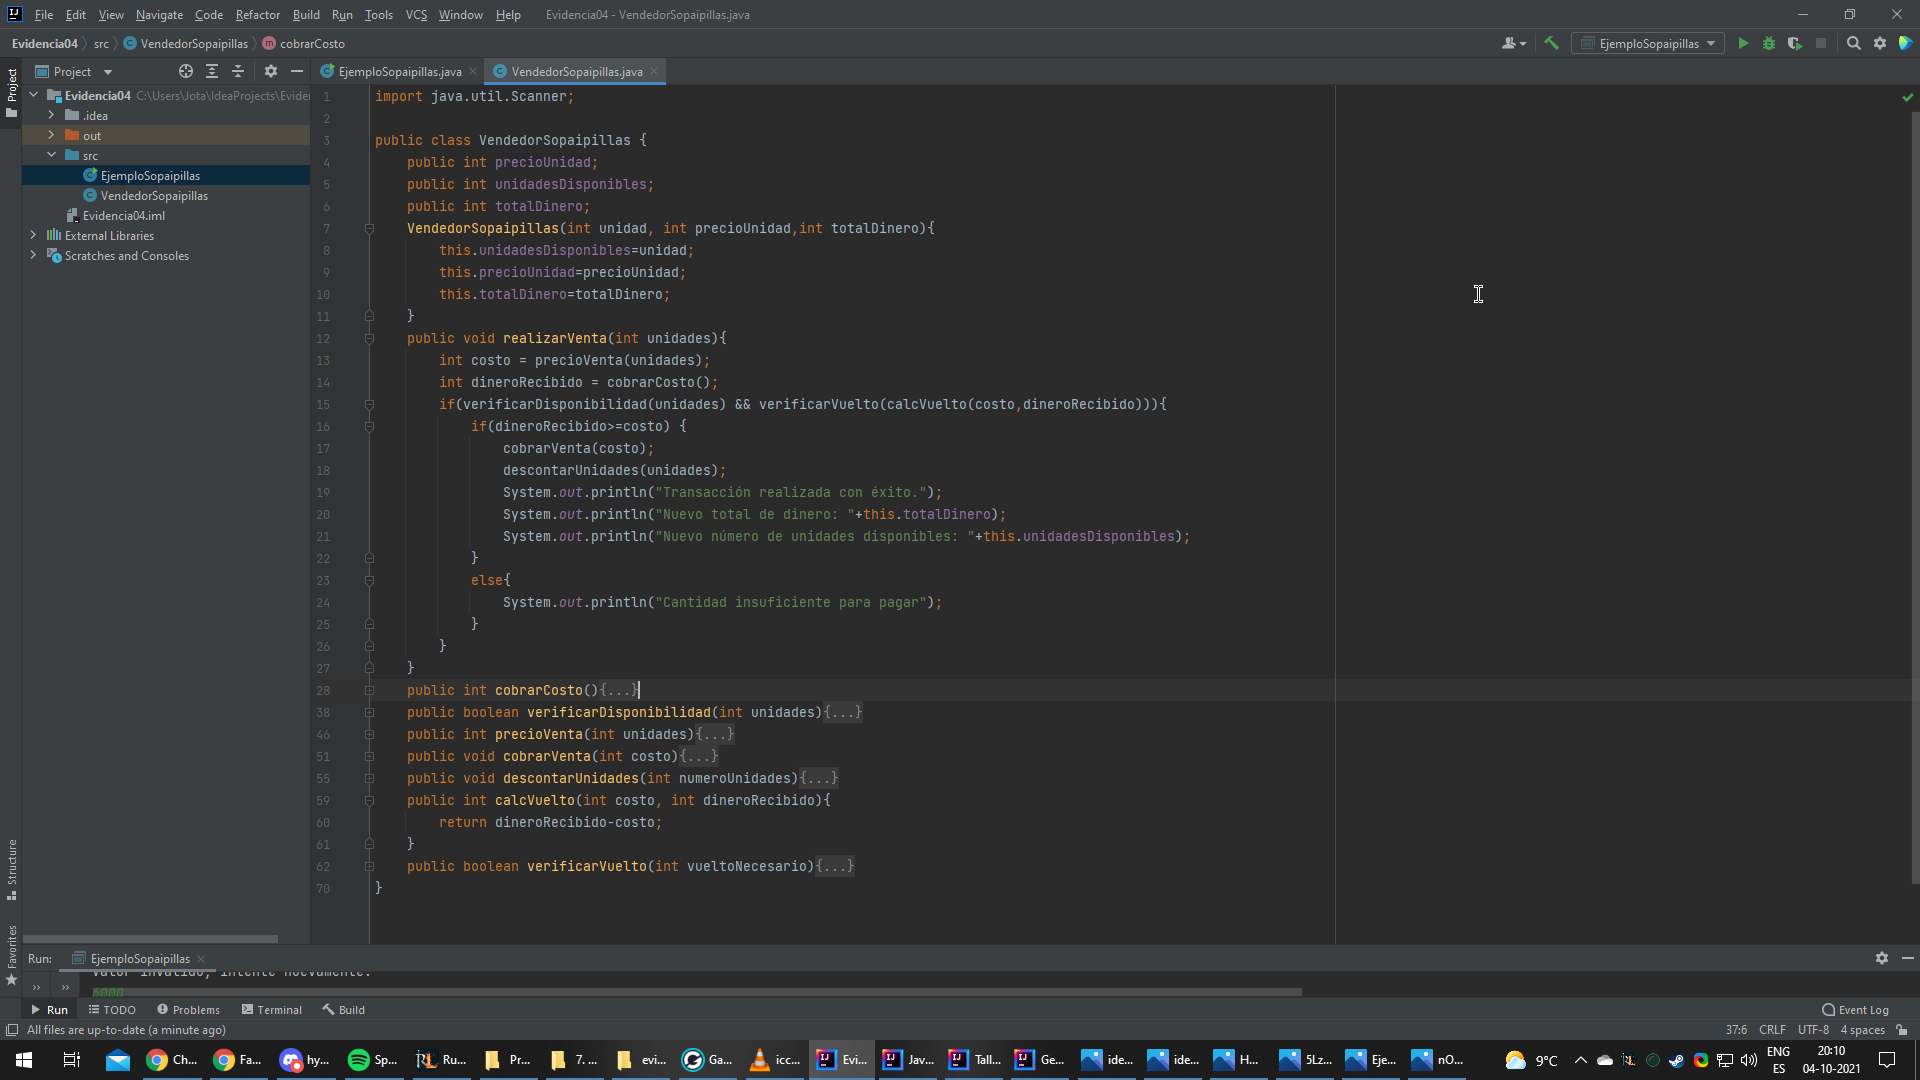 File Edit View Navigate Code Refactor Build Run Tools VCS Window Help Evidencia04 - VendedorSopaipillas.java
Evidencia04 src VendedorSopaipillas cobrarCosto EjemploSopaipillas
Project EjemploSopaipillas.java VendedorSopaipillas.java
Project
Evidencia04 C:\Users\Jota\IdeaProjects\Eviden
.idea
out
src
EjemploSopaipillas
VendedorSopaipillas
Evidencia04.iml
External Libraries
Scratches and Consoles
1 import java.util.Scanner;
2
3 public class VendedorSopaipillas {
4 public int precioUnidad;
5 public int unidadesDisponibles;
6 public int totalDinero;
7 VendedorSopaipillas(int unidad, int precioUnidad,int totalDinero){
8 this.unidadesDisponibles=unidad;
9 this.precioUnidad=precioUnidad;
10 this.totalDinero=totalDinero;
11 }
12 public void realizarVenta(int unidades){
13 int costo = precioVenta(unidades);
14 int dineroRecibido = cobrarCosto();
15 if(verificarDisponibilidad(unidades) && verificarVuelto(calcVuelto(costo,dineroRecibido))){
16 if(dineroRecibido>=costo) {
17 cobrarVenta(costo);
18 descontarUnidades(unidades);
19 System.out.println("Transacción realizada con éxito.");
20 System.out.println("Nuevo total de dinero: "+this.totalDinero);
21 System.out.println("Nuevo número de unidades disponibles: "+this.unidadesDisponibles);
22 }
23 else{
24 System.out.println("Cantidad insuficiente para pagar");
25 }
26 }
27 }
28 public int cobrarCosto(){...}
38 public boolean verificarDisponibilidad(int unidades){...}
46 public int precioVenta(int unidades){...}
51 public void cobrarVenta(int costo){...}
55 public void descontarUnidades(int numeroUnidades){...}
59 public int calcVuelto(int costo, int dineroRecibido){
60 return dineroRecibido-costo;
61 }
62 public boolean verificarVuelto(int vueltoNecesario){...}
70 }
Structure
Favorites
Run: EjemploSopaipillas
Valor invalido, intente nuevamente.
6000
Run TODO Problems Terminal Build Event Log
All files are up-to-date (a minute ago) 37:6 CRLF UTF-8 4 spaces
Ch... Fa... hy... Sp... Ru... Pr... 7. ... evi... Ga... icc... Evi... Jav... Tall... Ge... ide... ide... H... 5Lz... Eje... nO... 9°C ENG ES 20:10 04-10-2021